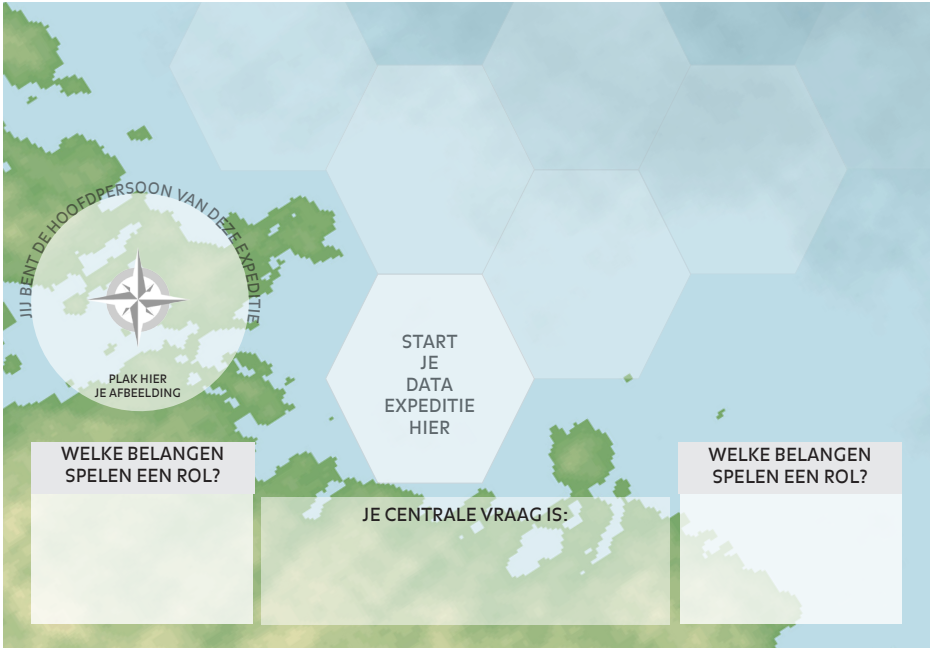 JIJ BENT DE HOOFDPERSOON VAN DEZE EXPEDITIE
PLAK HIER
JE AFBEELDING
START
JE
DATA
EXPEDITIE
HIER
WELKE BELANGEN
SPELEN EEN ROL?
JE CENTRALE VRAAG IS:
WELKE BELANGEN
SPELEN EEN ROL?